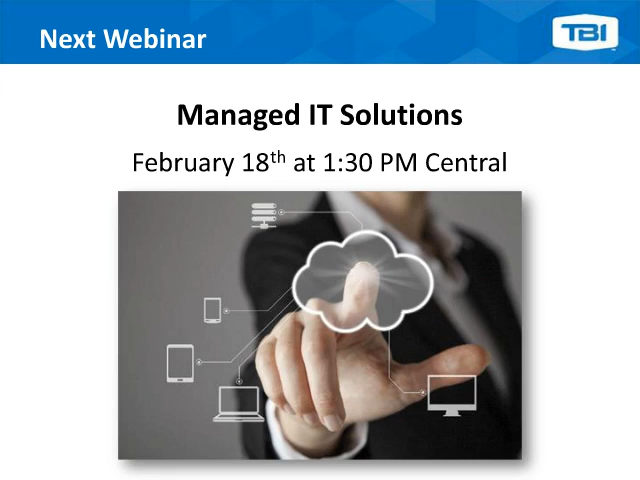 Next Webinar
TBI
Managed IT Solutions
February 18th at 1:30 PM Central